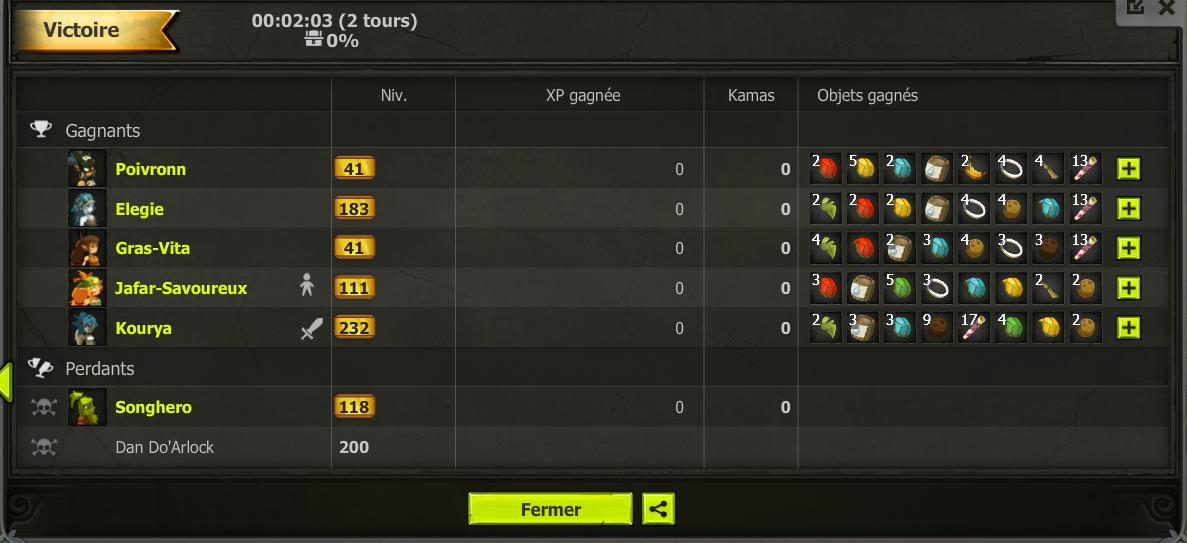 Victoire
00:02:03 (2 tours)
0%
Niv. XP gagnée Kamas Objets gagnés
Gagnants
Poivronn 41 0 0 2 5 2 2 4 4 13
Elegie 183 0 0 2 2 2 4 4 13
Gras-Vita 41 0 0 4 2 3 4 3 3 13
Jafar-Savoureux 111 0 0 3 5 3 2 2
Kourya 232 0 0 2 3 3 9 17 4 2
Perdants
Songhero 118 0 0
Dan Do'Arlock 200
Fermer